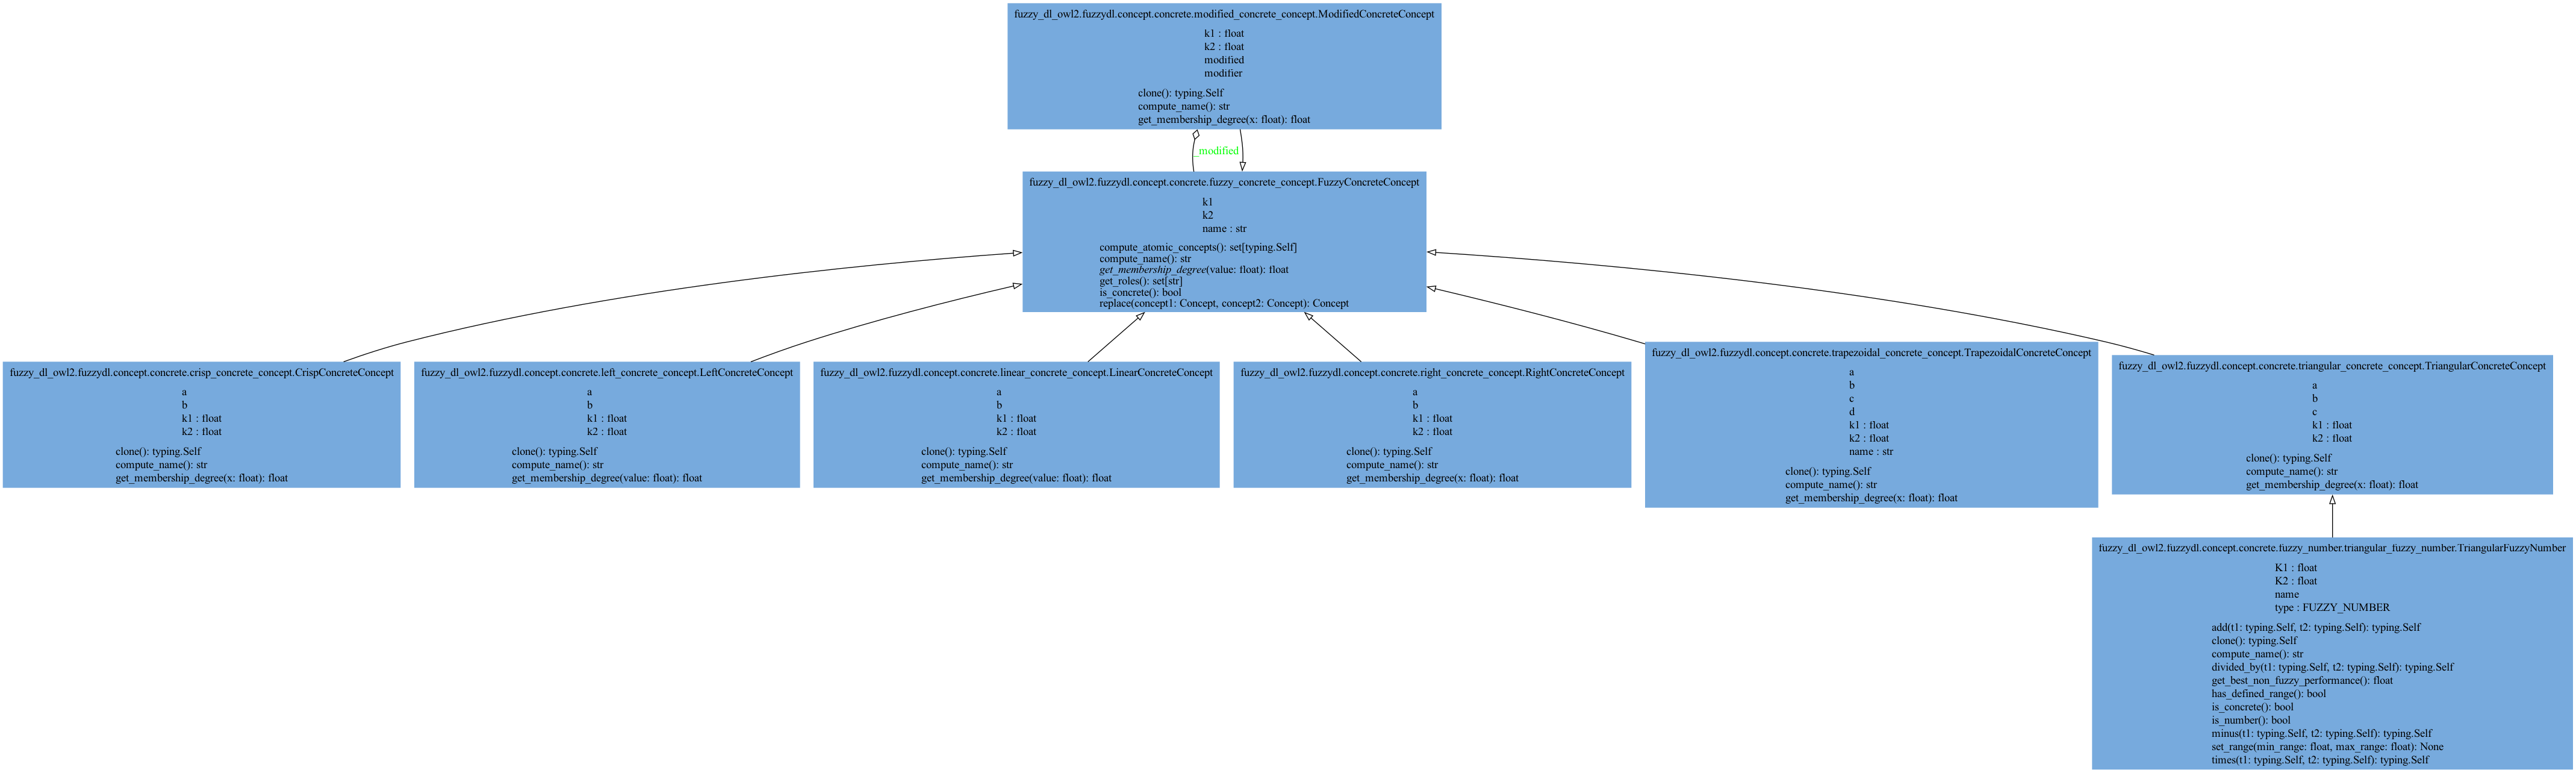 fuzzy_dl_owl2.fuzzydl.concept.concrete.modified_concrete_concept.ModifiedConcreteConcept
k1 : float
k2 : float
modified
modifier
clone(): typing.Self
compute_name(): str
get_membership_degree(x: float): float
_modified
fuzzy_dl_owl2.fuzzydl.concept.concrete.fuzzy_concrete_concept.FuzzyConcreteConcept
k1
k2
name : str
compute_atomic_concepts(): set[typing.Self]
compute_name(): str
get_membership_degree(value: float): float
get_roles(): set[str]
is_concrete(): bool
replace(concept1: Concept, concept2: Concept): Concept
fuzzy_dl_owl2.fuzzydl.concept.concrete.crisp_concrete_concept.CrispConcreteConcept
a
b
k1 : float
k2 : float
clone(): typing.Self
compute_name(): str
get_membership_degree(x: float): float
fuzzy_dl_owl2.fuzzydl.concept.concrete.left_concrete_concept.LeftConcreteConcept
a
b
k1 : float
k2 : float
clone(): typing.Self
compute_name(): str
get_membership_degree(value: float): float
fuzzy_dl_owl2.fuzzydl.concept.concrete.linear_concrete_concept.LinearConcreteConcept
a
b
k1 : float
k2 : float
clone(): typing.Self
compute_name(): str
get_membership_degree(value: float): float
fuzzy_dl_owl2.fuzzydl.concept.concrete.right_concrete_concept.RightConcreteConcept
a
b
k1 : float
k2 : float
clone(): typing.Self
compute_name(): str
get_membership_degree(x: float): float
fuzzy_dl_owl2.fuzzydl.concept.concrete.trapezoidal_concrete_concept.TrapezoidalConcreteConcept
a
b
c
d
k1 : float
k2 : float
name : str
clone(): typing.Self
compute_name(): str
get_membership_degree(x: float): float
fuzzy_dl_owl2.fuzzydl.concept.concrete.triangular_concrete_concept.TriangularConcreteConcept
a
b
c
k1 : float
k2 : float
clone(): typing.Self
compute_name(): str
get_membership_degree(x: float): float
fuzzy_dl_owl2.fuzzydl.concept.concrete.fuzzy_number.triangular_fuzzy_number.TriangularFuzzyNumber
K1 : float
K2 : float
name
type : FUZZY_NUMBER
add(t1: typing.Self, t2: typing.Self): typing.Self
clone(): typing.Self
compute_name(): str
divided_by(t1: typing.Self, t2: typing.Self): typing.Self
get_best_non_fuzzy_performance(): float
has_defined_range(): bool
is_concrete(): bool
is_number(): bool
minus(t1: typing.Self, t2: typing.Self): typing.Self
set_range(min_range: float, max_range: float): None
times(t1: typing.Self, t2: typing.Self): typing.Self